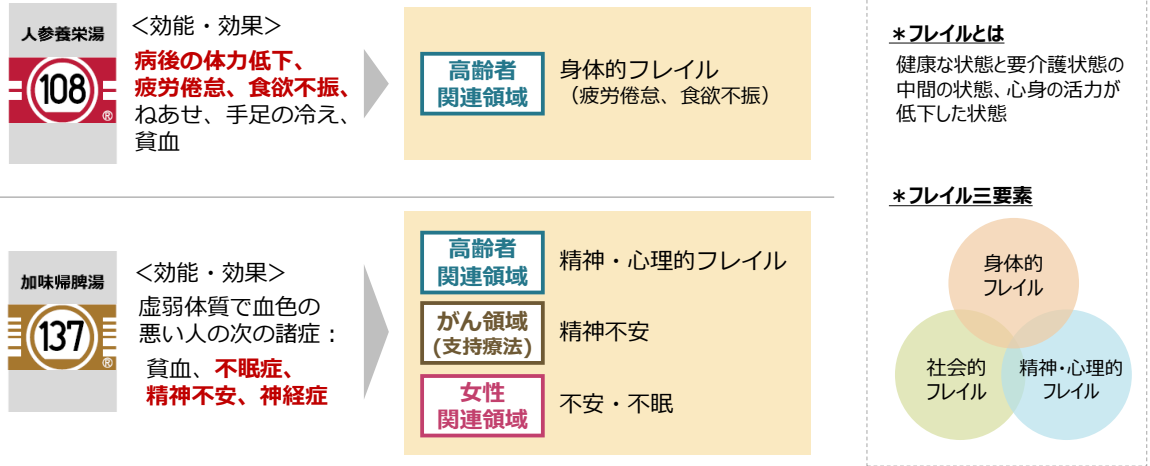 人参養栄湯
108
®
＜効能・効果＞
病後の体力低下、
疲労倦怠、食欲不振、
ねあせ、手足の冷え、
貧血
高齢者
関連領域
身体的フレイル
（疲労倦怠、食欲不振）
加味帰脾湯
137
®
＜効能・効果＞
虚弱体質で血色の
悪い人の次の諸症：
貧血、不眠症、
精神不安、神経症
高齢者
関連領域
精神・心理的フレイル
がん領域
(支持療法)
精神不安
女性
関連領域
不安・不眠
＊フレイルとは
健康な状態と要介護状態の
中間の状態、心身の活力が
低下した状態
＊フレイル三要素
身体的
フレイル
社会的
フレイル
精神・心理的
フレイル